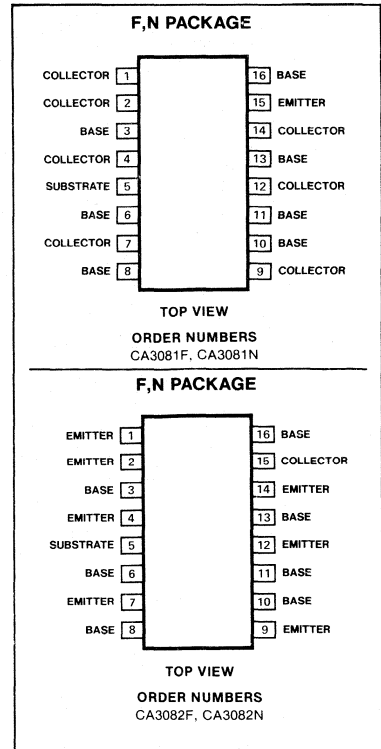 F,N PACKAGE
COLLECTOR 1 16 BASE
COLLECTOR 2 15 EMITTER
BASE 3 14 COLLECTOR
COLLECTOR 4 13 BASE
SUBSTRATE 5 12 COLLECTOR
BASE 6 11 BASE
COLLECTOR 7 10 BASE
BASE 8 9 COLLECTOR
TOP VIEW
ORDER NUMBERS
CA3081F, CA3081N
F,N PACKAGE
EMITTER 1 16 BASE
EMITTER 2 15 COLLECTOR
BASE 3 14 EMITTER
EMITTER 4 13 BASE
SUBSTRATE 5 12 EMITTER
BASE 6 11 BASE
EMITTER 7 10 BASE
BASE 8 9 EMITTER
TOP VIEW
ORDER NUMBERS
CA3082F, CA3082N